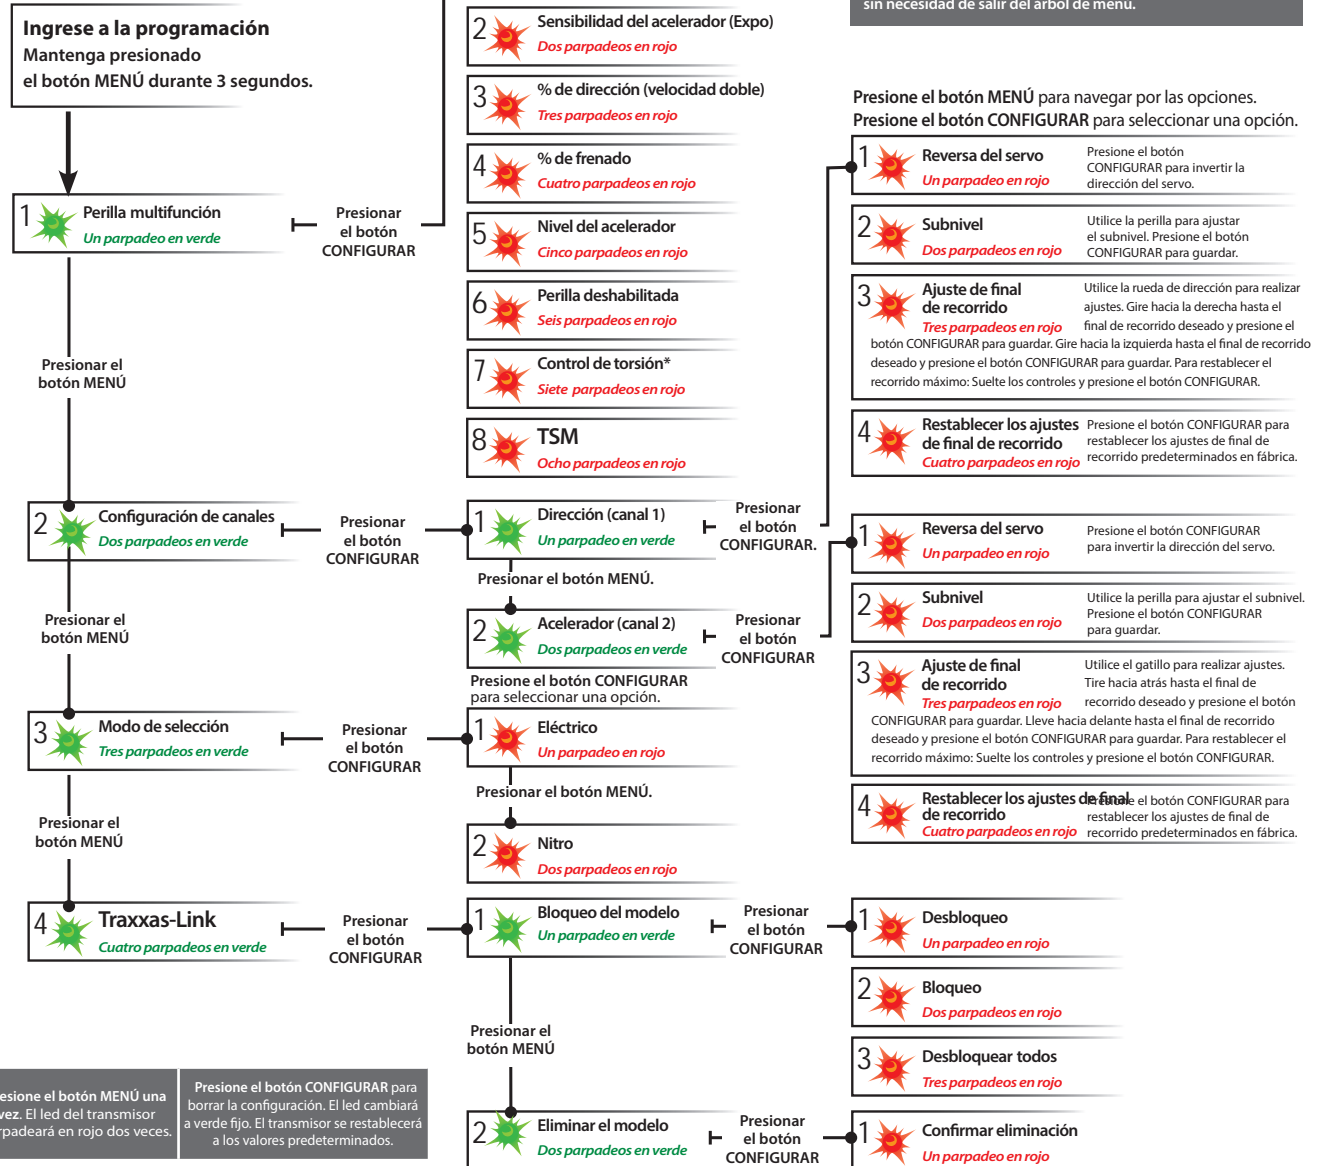 sin necesidad de salir del árbol de menú.
Ingrese a la programación
Mantenga presionado
el botón MENÚ durante 3 segundos.
1
Perilla multifunción
Un parpadeo en verde
Presionar
el botón
CONFIGURAR
2
Sensibilidad del acelerador (Expo)
Dos parpadeos en rojo
3
% de dirección (velocidad doble)
Tres parpadeos en rojo
4
% de frenado
Cuatro parpadeos en rojo
5
Nivel del acelerador
Cinco parpadeos en rojo
6
Perilla deshabilitada
Seis parpadeos en rojo
7
Control de torsión*
Siete parpadeos en rojo
8
TSM
Ocho parpadeos en rojo
Presionar el
botón MENÚ
2
Configuración de canales
Dos parpadeos en verde
Presionar
el botón
CONFIGURAR
1
Dirección (canal 1)
Un parpadeo en verde
Presionar
el botón
CONFIGURAR.
Presionar el botón MENÚ.
2
Acelerador (canal 2)
Dos parpadeos en verde
Presionar
el botón
CONFIGURAR
Presione el botón MENÚ para navegar por las opciones.
Presione el botón CONFIGURAR para seleccionar una opción.
1
Reversa del servo
Un parpadeo en rojo
Presione el botón
CONFIGURAR para invertir la
dirección del servo.
2
Subnivel
Dos parpadeos en rojo
Utilice la perilla para ajustar
el subnivel. Presione el botón
CONFIGURAR para guardar.
3
Ajuste de final
de recorrido
Tres parpadeos en rojo
Utilice la rueda de dirección para realizar
ajustes. Gire hacia la derecha hasta el
final de recorrido deseado y presione el
botón CONFIGURAR para guardar. Gire hacia la izquierda hasta el final de recorrido
deseado y presione el botón CONFIGURAR para guardar. Para restablecer el
recorrido máximo: Suelte los controles y presione el botón CONFIGURAR.
4
Restablecer los ajustes
de final de recorrido
Cuatro parpadeos en rojo
Presione el botón CONFIGURAR para
restablecer los ajustes de final de
recorrido predeterminados en fábrica.
1
Reversa del servo
Un parpadeo en rojo
Presione el botón CONFIGURAR
para invertir la dirección del servo.
2
Subnivel
Dos parpadeos en rojo
Utilice la perilla para ajustar el subnivel.
Presione el botón CONFIGURAR
para guardar.
3
Ajuste de final
de recorrido
Tres parpadeos en rojo
Utilice el gatillo para realizar ajustes.
Tire hacia atrás hasta el final de
recorrido deseado y presione el botón
CONFIGURAR para guardar. Lleve hacia delante hasta el final de recorrido
deseado y presione el botón CONFIGURAR para guardar. Para restablecer el
recorrido máximo: Suelte los controles y presione el botón CONFIGURAR.
4
Restablecer los ajustes de final
de recorrido
Cuatro parpadeos en rojo
Presione el botón CONFIGURAR para
restablecer los ajustes de final de
recorrido predeterminados en fábrica.
Presionar el
botón MENÚ
3
Modo de selección
Tres parpadeos en verde
Presionar
el botón
CONFIGURAR
Presione el botón CONFIGURAR
para seleccionar una opción.
1
Eléctrico
Un parpadeo en rojo
Presionar el botón MENÚ.
2
Nitro
Dos parpadeos en rojo
Presionar el
botón MENÚ
4
Traxxas-Link
Cuatro parpadeos en verde
Presionar
el botón
CONFIGURAR
1
Bloqueo del modelo
Un parpadeo en verde
Presionar
el botón
CONFIGURAR
1
Desbloqueo
Un parpadeo en rojo
2
Bloqueo
Dos parpadeos en rojo
3
Desbloquear todos
Tres parpadeos en rojo
Presionar el
botón MENÚ
2
Eliminar el modelo
Dos parpadeos en verde
Presionar
el botón
CONFIGURAR
1
Confirmar eliminación
Un parpadeo en rojo
esione el botón MENÚ una
vez. El led del transmisor
rpadeará en rojo dos veces.
Presione el botón CONFIGURAR para
borrar la configuración. El led cambiará
a verde fijo. El transmisor se restablecerá
a los valores predeterminados.